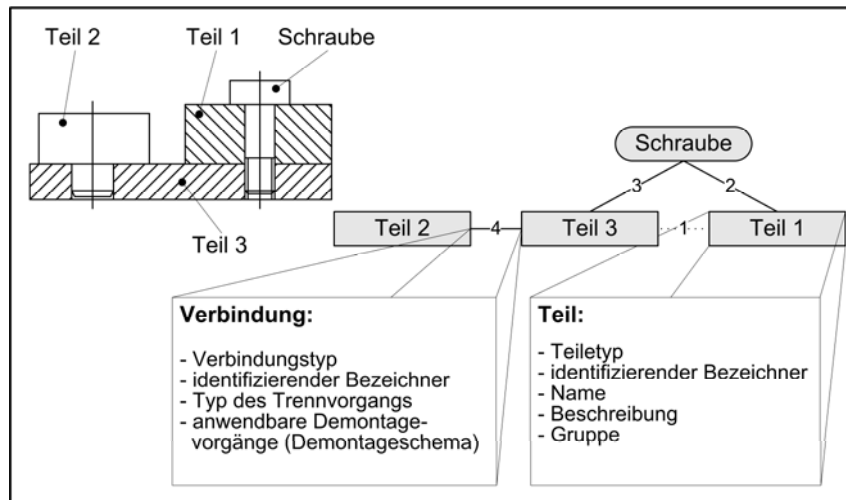 Teil 2
Teil 1
Schraube
Teil 3
Schraube
3
2
Teil 2
4
Teil 3
1
Teil 1
Verbindung:
- Verbindungstyp
- identifizierender Bezeichner
- Typ des Trennvorgangs
- anwendbare Demontage-
vorgänge (Demontageschema)
Teil:
- Teiletyp
- identifizierender Bezeichner
- Name
- Beschreibung
- Gruppe